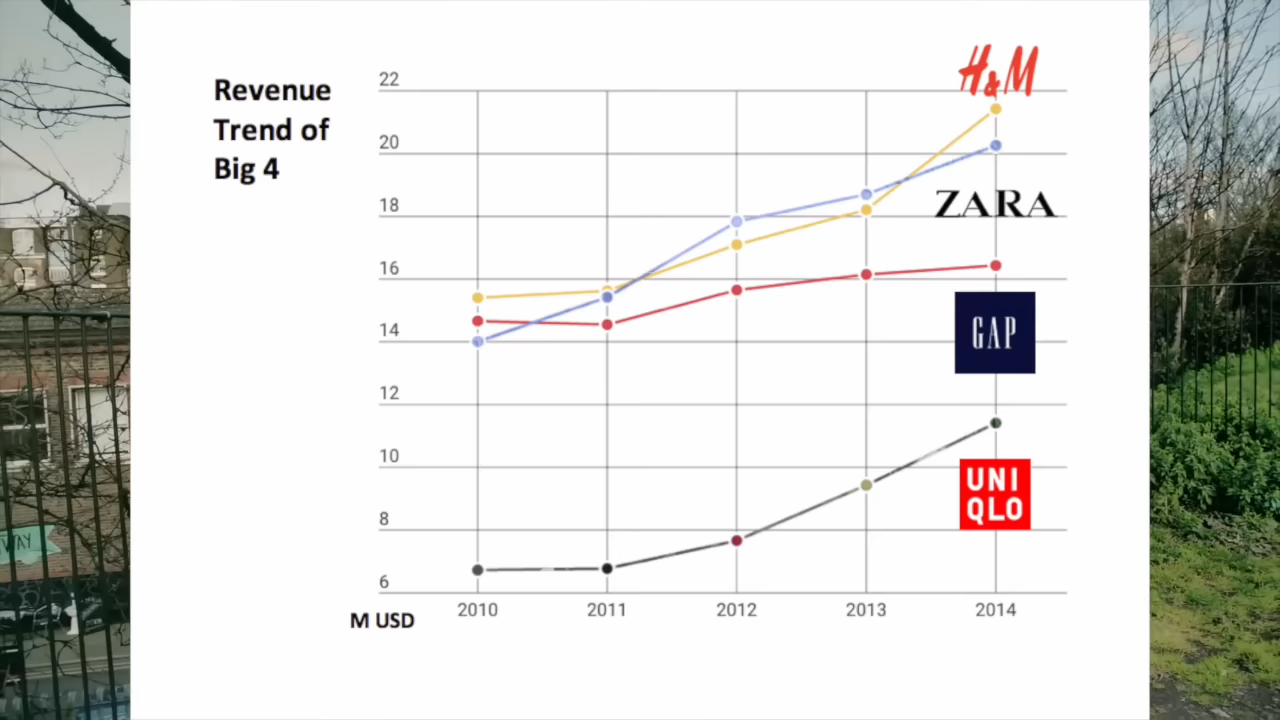 Revenue
Trend of
Big 4
22
20
18
16
14
12
10
8
6
M USD
2010 2011 2012 2013 2014
H&M
ZARA
GAP
UNI
QLO
WAY